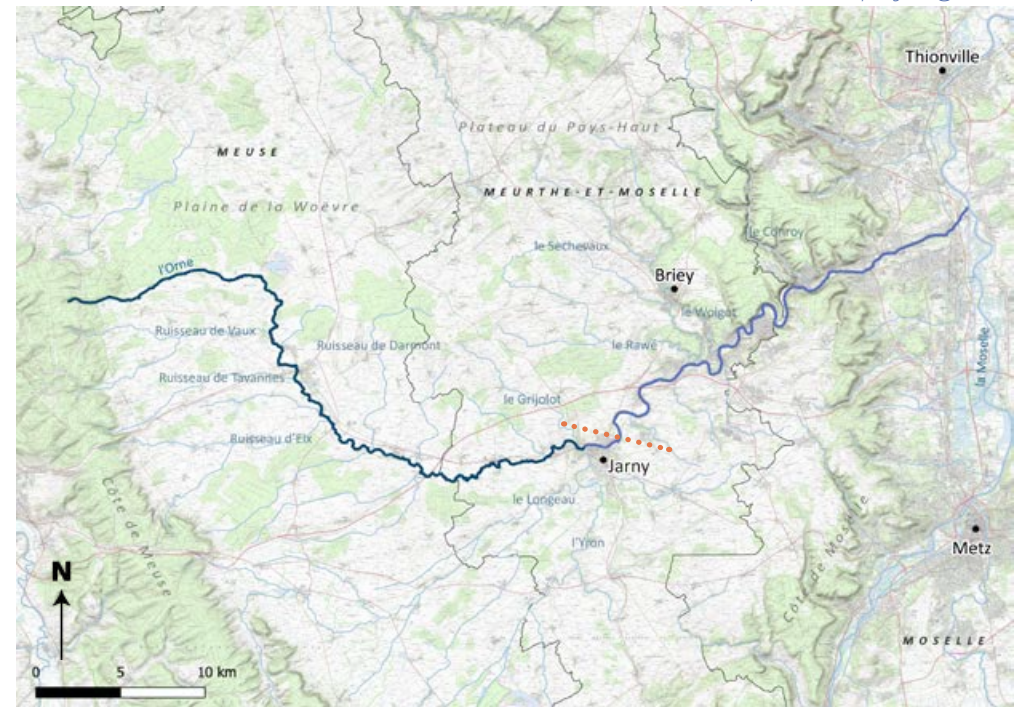 Thionville
Plateau du Pays-Haut
MEUSE
MEURTHE-ET-MOSELLE
Plaine de la Woëvre
le Conroy
le Séchevaux
l'Orne
Briey
le Woigot
Ruisseau de Vaux
Ruisseau de Darmont
le Rawé
la Moselle
Ruisseau de Tavannes
le Grijolot
Ruisseau d'Eix
Jarny
le Longeau
Côte de Meuse
l'Yron
Côte de Moselle
Metz
N
MOSELLE
0 5 10 km